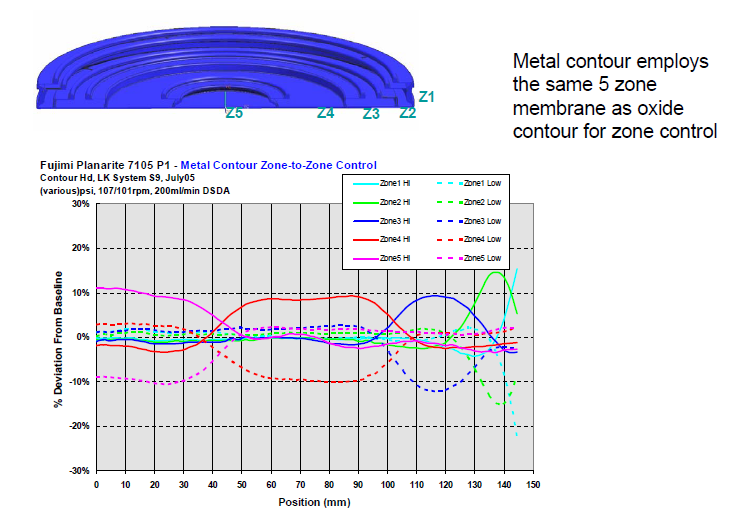 Metal contour employs
the same 5 zone
membrane as oxide
contour for zone control
Z1
Z5
Z4
Z3
Z2
Fujimi Planarite 7105 P1 - Metal Contour Zone-to-Zone Control
Contour Hd, LK System S9, July05
(various)psi, 107/101rpm, 200ml/min DSDA
Zone1 Hi
Zone1 Low
Zone2 Hi
Zone2 Low
Zone3 Hi
Zone3 Low
Zone4 Hi
Zone4 Low
Zone5 Hi
Zone5 Low
% Deviation From Baseline
30%
20%
10%
0%
-10%
-20%
-30%
0 10 20 30 40 50 60 70 80 90 100 110 120 130 140 150
Position (mm)